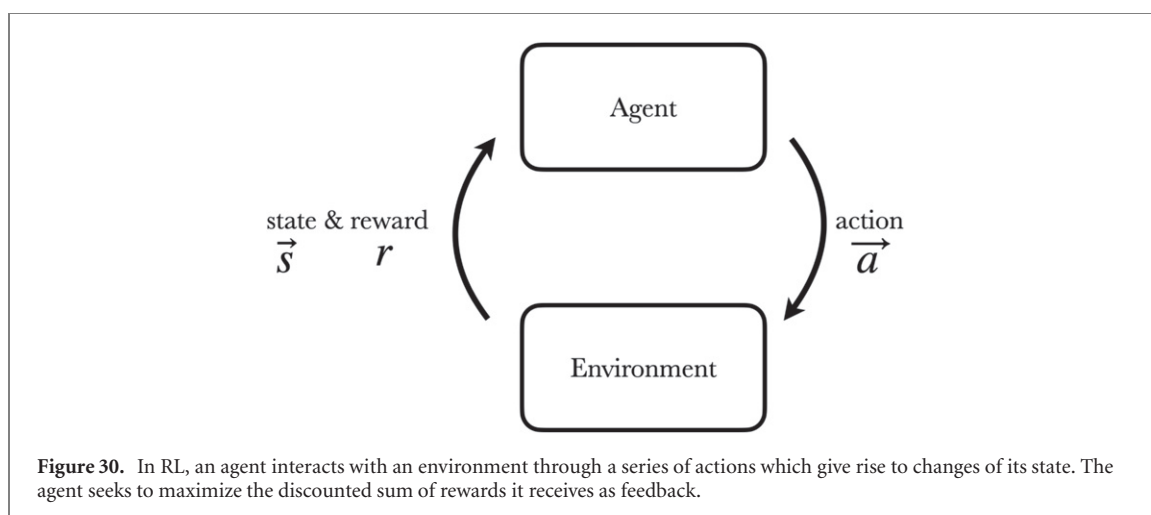 Agent
state & reward
s⃗ r
action
a⃗
Environment
Figure 30. In RL, an agent interacts with an environment through a series of actions which give rise to changes of its state. The
agent seeks to maximize the discounted sum of rewards it receives as feedback.